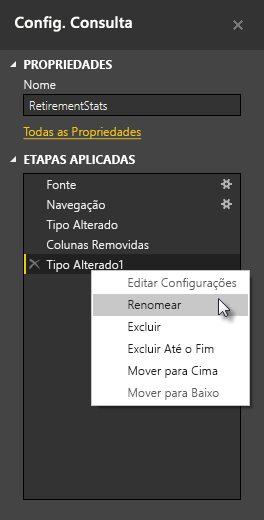 Config. Consulta
PROPRIEDADES
Nome
RetirementStats
Todas as Propriedades
ETAPAS APLICADAS
Fonte
Navegação
Tipo Alterado
Colunas Removidas
Tipo Alterado1
Editar Configurações
Renomear
Excluir
Excluir Até o Fim
Mover para Cima
Mover para Baixo